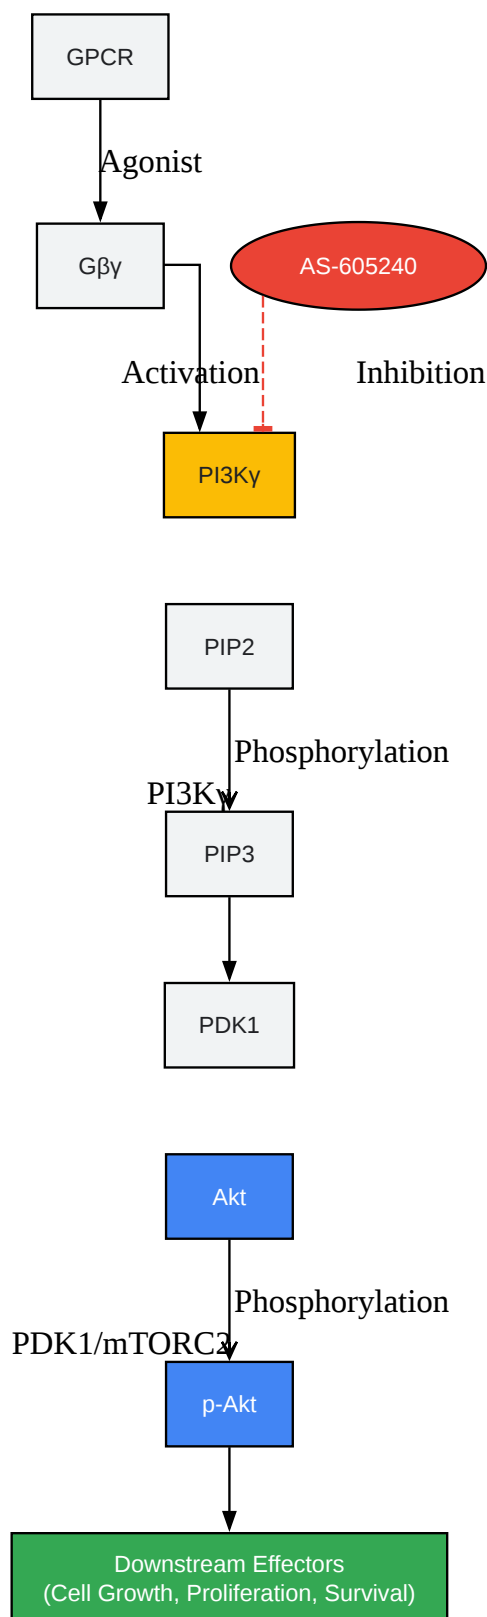 GPCR
Agonist
Gβγ
AS-605240
Activation
Inhibition
PI3Kγ
PIP2
Phosphorylation
PI3Kγ
PIP3
PDK1
Akt
Phosphorylation
PDK1/mTORC2
p-Akt
Downstream Effectors
(Cell Growth, Proliferation, Survival)